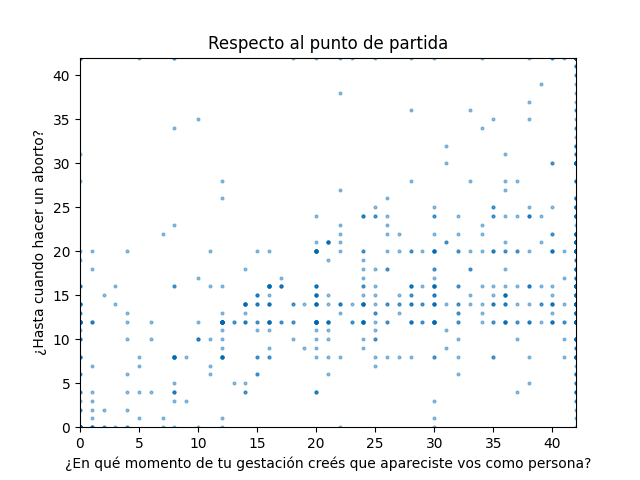 Respecto al punto de partida
¿Hasta cuando hacer un aborto?
40
35
30
25
20
15
10
5
0
0 5 10 15 20 25 30 35 40
¿En qué momento de tu gestación creés que apareciste vos como persona?